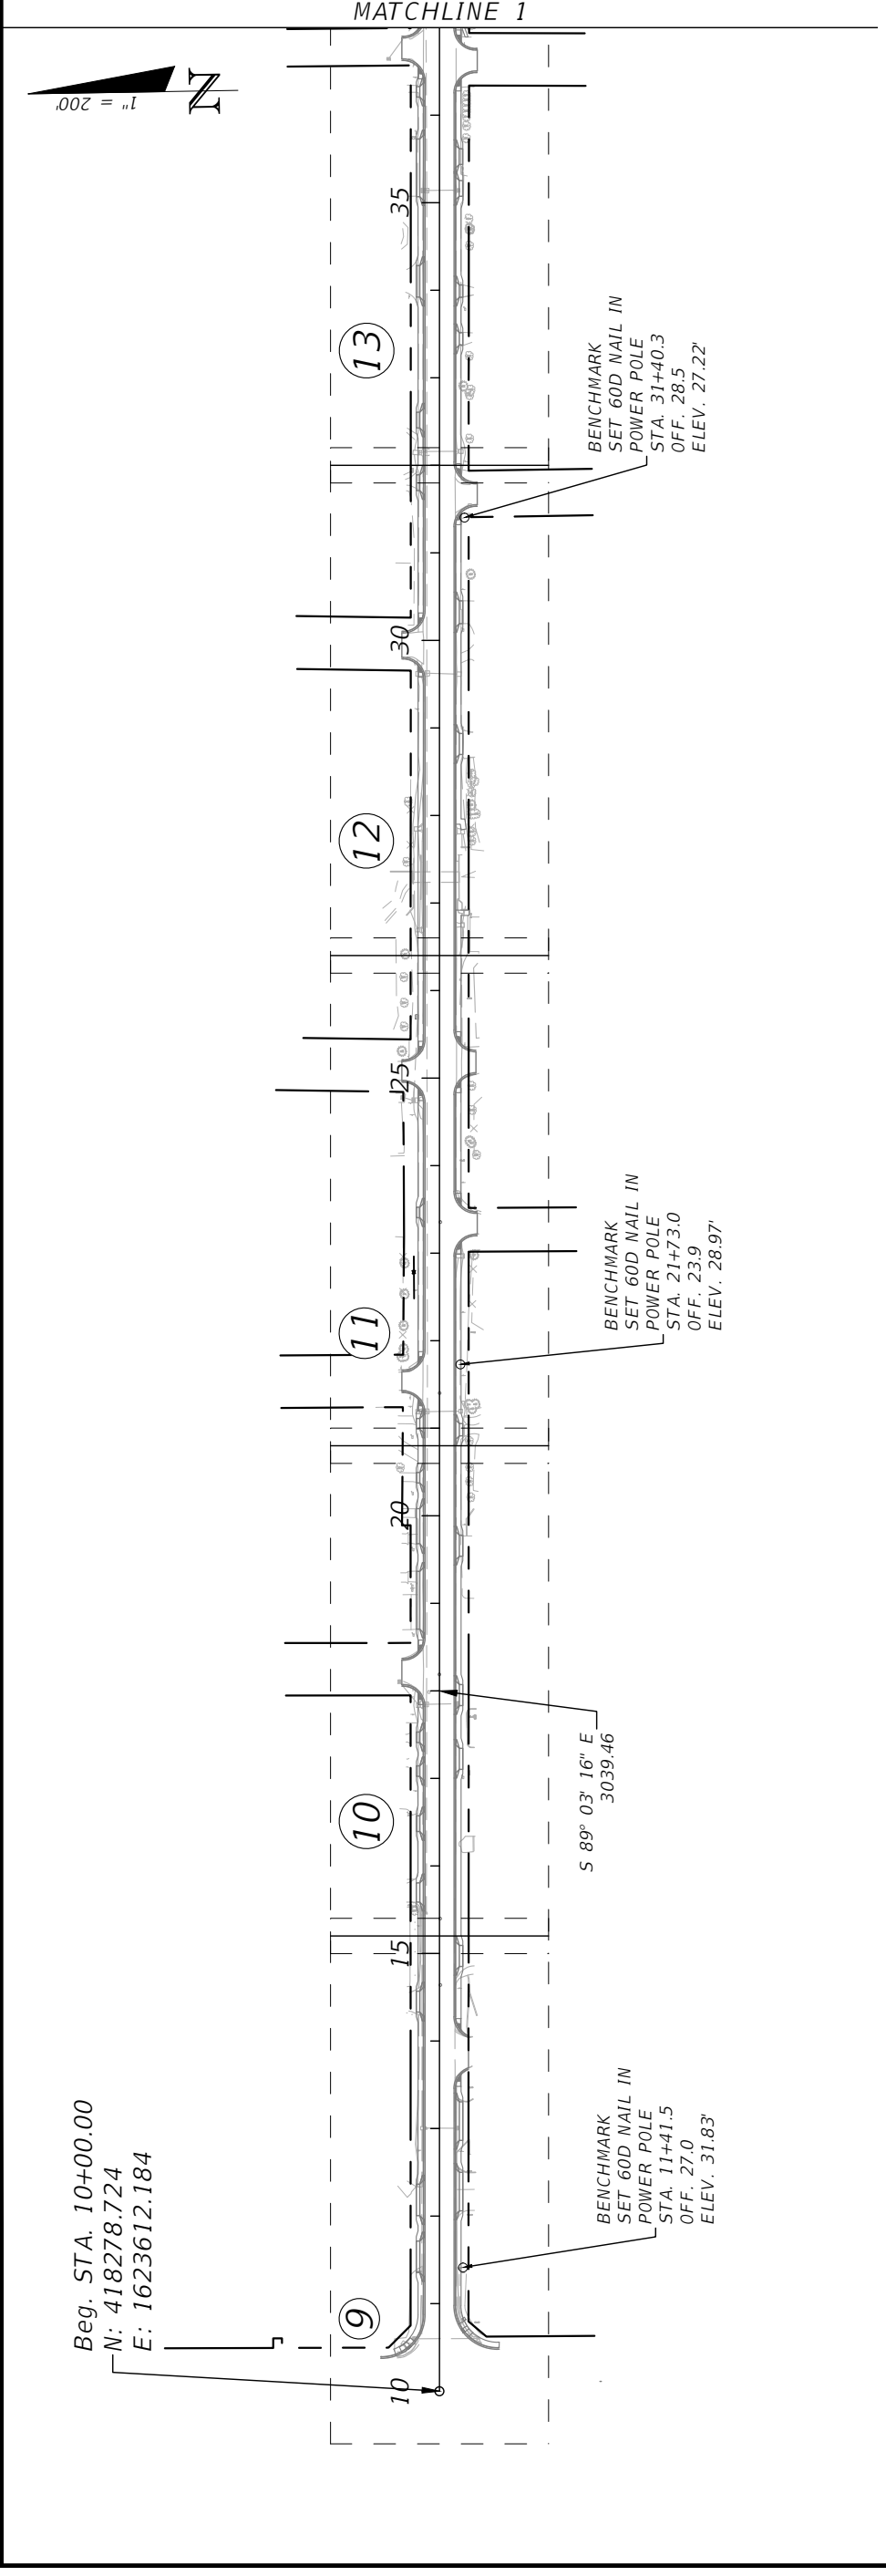 MATCHLINE 1
N
1" = 200'
35
13
BENCHMARK
SET 60D NAIL IN
POWER POLE
STA. 31+40.3
OFF. 28.5
ELEV. 27.22'
30
12
25
BENCHMARK
SET 60D NAIL IN
POWER POLE
STA. 21+73.0
OFF. 23.9
ELEV. 28.97'
11
20
S 89° 03' 16" E
3039.46
10
15
Beg. STA. 10+00.00
N: 418278.724
E: 1623612.184
BENCHMARK
SET 60D NAIL IN
POWER POLE
STA. 11+41.5
OFF. 27.0
ELEV. 31.83'
9
10